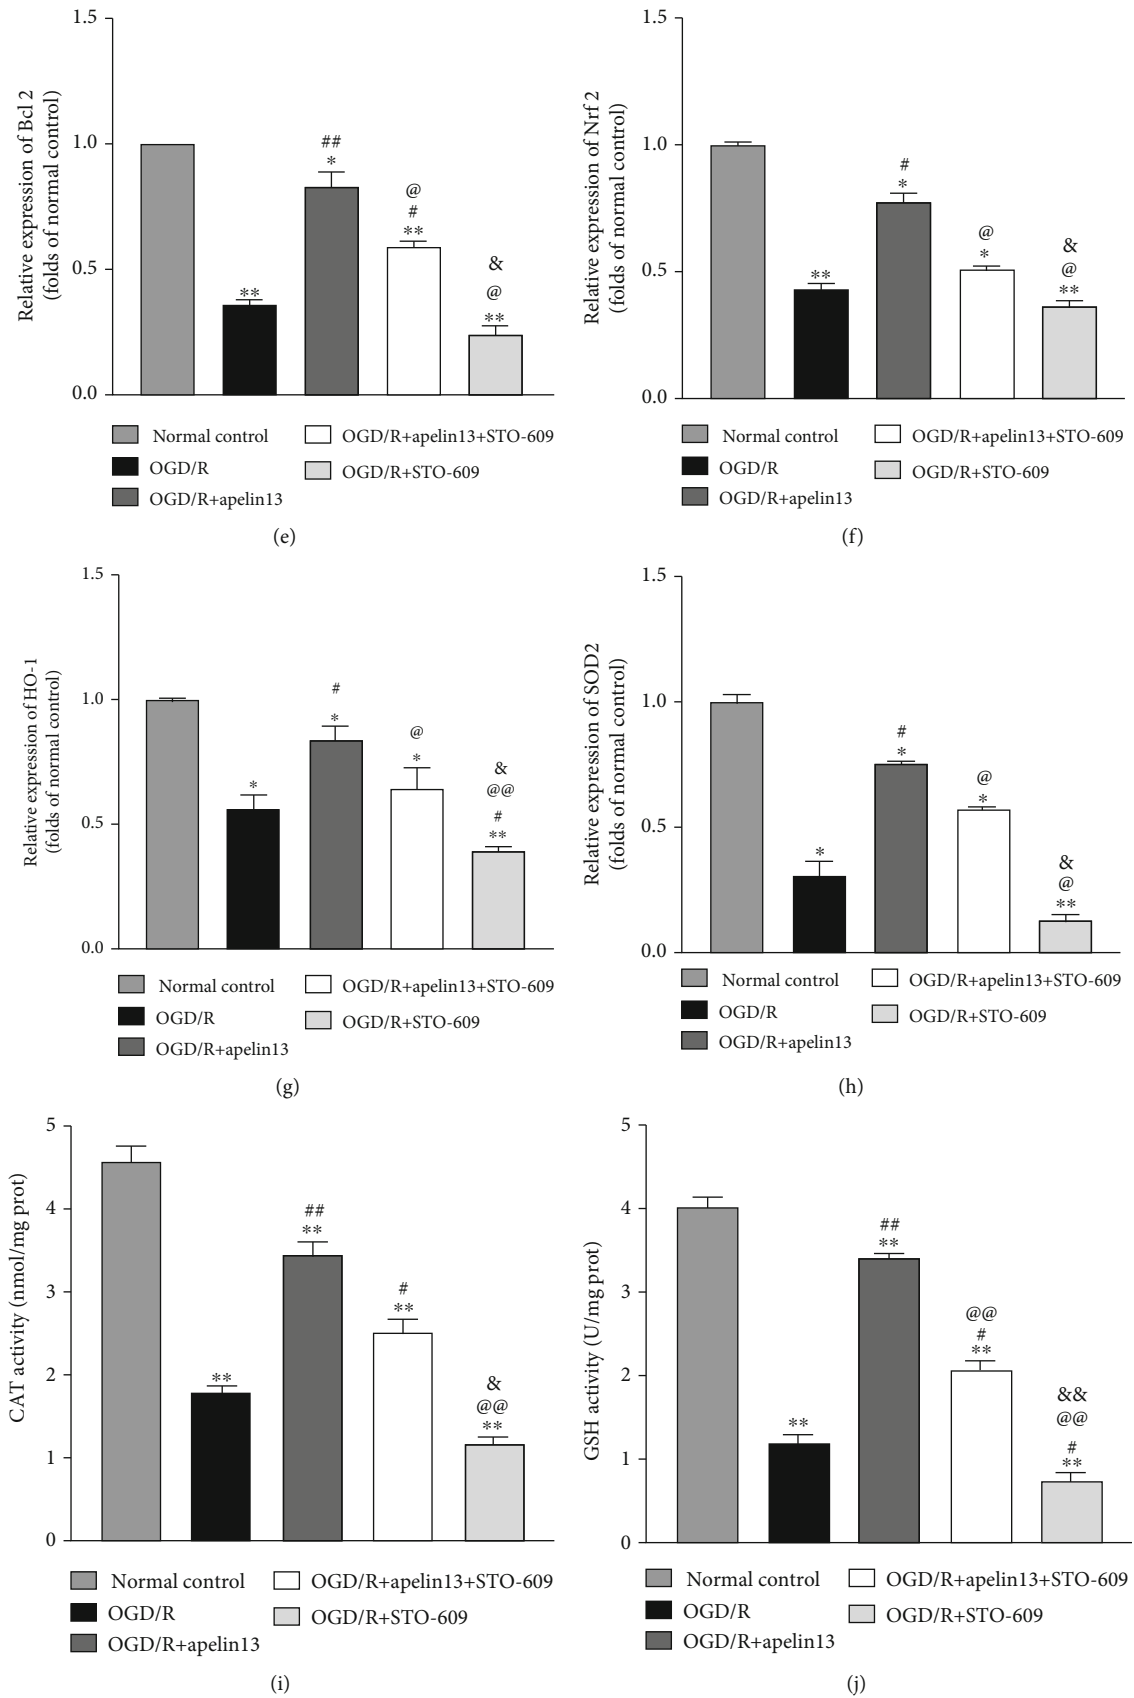 Relative expression of Bcl 2
(folds of normal control)
1.5
1.0
0.5
0.0
**
##
*
@
#
**
&
@
**
Normal control
OGD/R
OGD/R+apelin13
OGD/R+apelin13+STO-609
OGD/R+STO-609
(e)
Relative expression of Nrf 2
(folds of normal control)
1.5
1.0
0.5
0.0
**
#
*
@
*
&
@
**
Normal control
OGD/R
OGD/R+apelin13
OGD/R+apelin13+STO-609
OGD/R+STO-609
(f)
Relative expression of HO-1
(folds of normal control)
1.5
1.0
0.5
0.0
*
#
*
@
*
&
@@
#
**
Normal control
OGD/R
OGD/R+apelin13
OGD/R+apelin13+STO-609
OGD/R+STO-609
(g)
Relative expression of SOD2
(folds of normal control)
1.5
1.0
0.5
0.0
*
#
*
@
*
&
@
**
Normal control
OGD/R
OGD/R+apelin13
OGD/R+apelin13+STO-609
OGD/R+STO-609
(h)
CAT activity (nmol/mg prot)
5
4
3
2
1
0
**
##
**
#
**
&
@@
**
Normal control
OGD/R
OGD/R+apelin13
OGD/R+apelin13+STO-609
OGD/R+STO-609
(i)
GSH activity (U/mg prot)
5
4
3
2
1
0
**
##
**
@@
#
**
&&
@@
#
**
Normal control
OGD/R
OGD/R+apelin13
OGD/R+apelin13+STO-609
OGD/R+STO-609
(j)